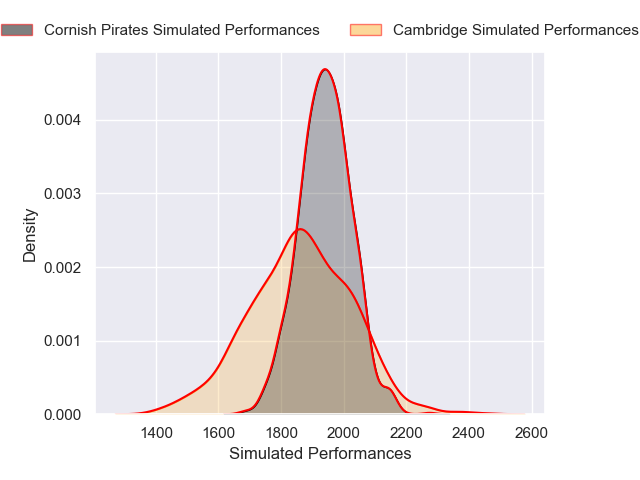 Cornish Pirates Simulated Performances Cambridge Simulated Performances
Density
0.004
0.003
0.002
0.001
0.000
1400 1600 1800 2000 2200 2400 2600
Simulated Performances